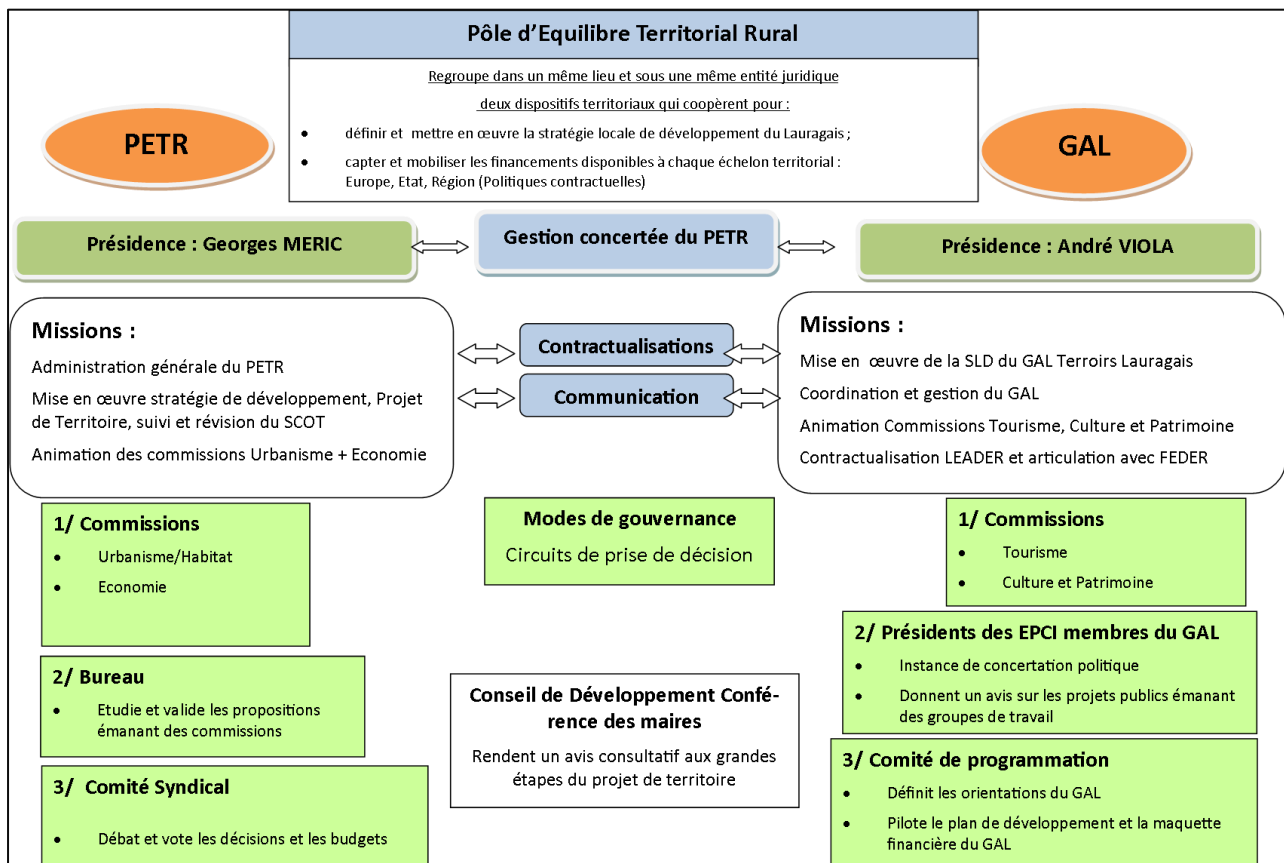 Pôle d'Equilibre Territorial Rural
Regroupe dans un même lieu et sous une même entité juridique
deux dispositifs territoriaux qui coopèrent pour :
• définir et mettre en œuvre la stratégie locale de développement du Lauragais ;
• capter et mobiliser les financements disponibles à chaque échelon territorial :
Europe, Etat, Région (Politiques contractuelles)
PETR
GAL
Présidence : Georges MERIC
Gestion concertée du PETR
Présidence : André VIOLA
Missions :
Administration générale du PETR
Mise en œuvre stratégie de développement, Projet
de Territoire, suivi et révision du SCOT
Animation des commissions Urbanisme + Economie
Contractualisations
Communication
Missions :
Mise en œuvre de la SLD du GAL Terroirs Lauragais
Coordination et gestion du GAL
Animation Commissions Tourisme, Culture et Patrimoine
Contractualisation LEADER et articulation avec FEDER
1/ Commissions
• Urbanisme/Habitat
• Economie
2/ Bureau
• Etudie et valide les propositions
émanant des commissions
3/ Comité Syndical
• Débat et vote les décisions et les budgets
Modes de gouvernance
Circuits de prise de décision
Conseil de Développement Confé-
rence des maires
Rendent un avis consultatif aux grandes
étapes du projet de territoire
1/ Commissions
• Tourisme
• Culture et Patrimoine
2/ Présidents des EPCI membres du GAL
• Instance de concertation politique
• Donnent un avis sur les projets publics émanant
des groupes de travail
3/ Comité de programmation
• Définit les orientations du GAL
• Pilote le plan de développement et la maquette
financière du GAL